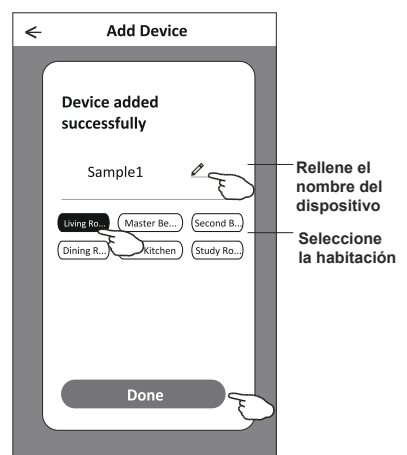 Add Device
Device added
successfully
Sample1
Rellene el
nombre del
dispositivo
Living Ro...
Master Be...
Second B...
Seleccione
la habitación
Dining R...
Kitchen
Study Ro...
Done